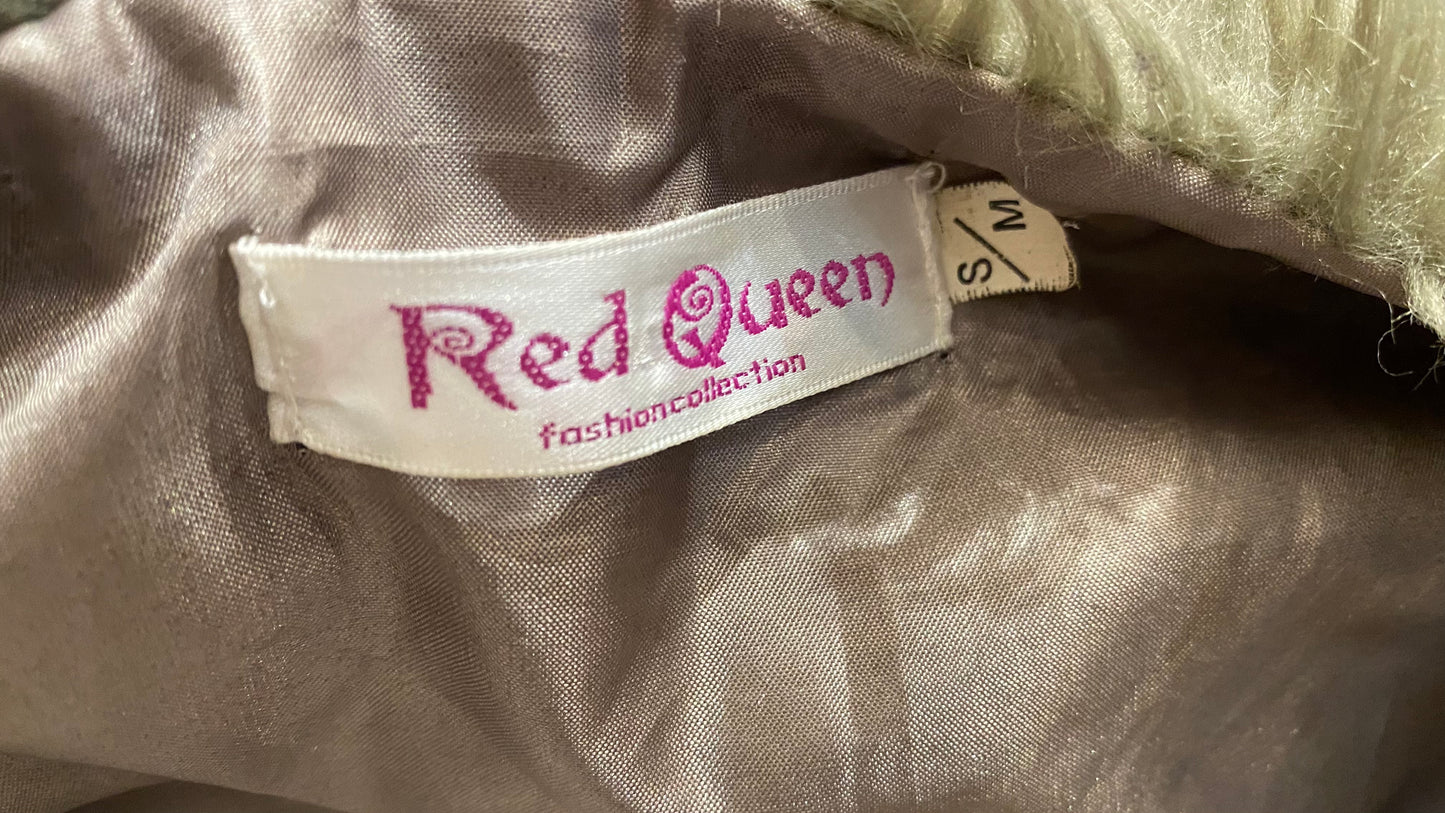 Red Queen
fashioncollection
S/M